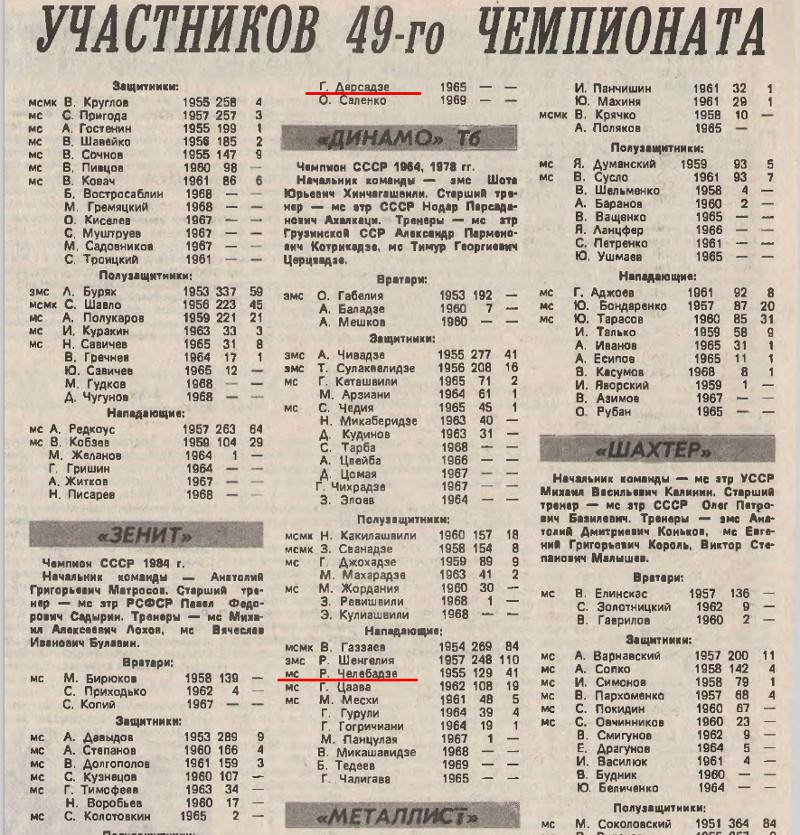 УЧАСТНИКОВ 49-го ЧЕМПИОНАТА
Защитники:
мсмк В. Круглов 1955 258 4
мс С. Пригода 1957 257 3
мс А. Гостенин 1955 199 1
мс В. Шавейко 1956 185 2
мс В. Сочнов 1955 147 9
мс В. Пивцов 1960 98 —
мс В. Ковач 1961 86 6
Б. Востросаблин 1968 — —
М. Гремяцкий 1968 — —
О. Киселев 1967 — —
С. Муштруев 1967 — —
М. Садовников 1967 — —
С. Троицкий 1961 — —
Полузащитники:
змс Л. Буряк 1953 337 59
мсмк С. Шавло 1956 223 45
мс А. Полукаров 1959 221 21
мс И. Куракин 1963 33 3
мс Н. Савичев 1965 31 8
В. Гречнев 1964 17 1
Ю. Савичев 1965 12 —
М. Гудков 1968 — —
Д. Чугунов 1968 — —
Нападающие:
мс А. Редкоус 1957 263 64
мс В. Кобзев 1959 104 29
М. Желанов 1964 1 —
Г. Гришин 1964 — —
А. Житков 1967 — —
Н. Писарев 1968 — —
«ЗЕНИТ»
Чемпион СССР 1984 г.
Начальник команды — Анатолий
Григорьевич Матросов. Старший тре-
нер — мс зтр РСФСР Павел Федо-
рович Садырин. Тренеры — мс Миха-
ил Алексеевич Лохов, мс Вячеслав
Иванович Булавин.
Вратари:
мс М. Бирюков 1958 139 —
С. Приходько 1962 4 —
С. Копий 1967 — —
Защитники:
мс А. Давыдов 1953 289 9
мс А. Степанов 1960 166 4
мс В. Долгополов 1961 159 3
мс С. Кузнецов 1960 107 —
мс Г. Тимофеев 1963 34 —
Н. Воробьев 1960 17 —
мс С. Колотовкин 1965 2 —
Полузащитники:
Г. Дарсадзе 1965 — —
О. Саленко 1969 — —
«ДИНАМО» Тб
Чемпион СССР 1964, 1978 гг.
Начальник команды — змс Шота
Юрьевич Хинчагашвили. Старший тре-
нер — мс зтр СССР Нодар Парсада-
нович Ахалкаци. Тренеры — мс зтр
Грузинской ССР Александр Пармено-
вич Котрикадзе, мс Тимур Георгиевич
Церцвадзе.
Вратари:
змс О. Габелия 1953 192 —
А. Баладзе 1960 7 —
А. Мешков 1960 — —
Защитники:
змс А. Чивадзе 1955 277 41
змс Т. Сулаквелидзе 1956 208 16
мс Г. Кеташвили 1965 71 2
М. Арзиани 1964 61 1
мс С. Чедия 1965 45 1
Н. Микаберидзе 1963 40 —
Д. Кудинов 1963 31 —
С. Тарба 1968 — —
А. Цвейба 1966 — —
Д. Цомая 1967 — —
Г. Чихрадзе 1967 — —
З. Элоев 1964 — —
Полузащитники:
мсмк Н. Какилашвили 1960 157 18
мсмк З. Сванадзе 1958 154 8
мс Г. Джохадзе 1959 89 9
М. Махарадзе 1963 41 2
мс М. Жордания 1960 30 —
З. Ревишвили 1968 1 —
Э. Кулиашвили 1968 — —
Нападающие:
мсмк В. Газзаев 1954 269 84
змс Р. Шенгелия 1957 248 110
мс Р. Челебадзе 1955 129 41
мс Г. Цаава 1962 108 19
мс М. Месхи 1961 48 5
Г. Гурули 1964 39 4
Г. Гогричиани 1964 19 1
М. Панцулая 1967 1 —
В. Микашавидзе 1968 — —
Б. Тедеев 1969 — —
Г. Чалигава 1965 — —
«МЕТАЛЛИСТ»
И. Панчишин 1961 32 1
Ю. Махиня 1961 29 1
мсмк В. Крячко 1958 10 —
А. Поляков 1965 —
Полузащитники:
мс Я. Думанский 1959 93 5
мс В. Сусло 1961 93 7
В. Шельменко 1958 4 —
А. Баранов 1960 2 —
В. Ващенко 1965 — —
Я. Ланцфер 1966 — —
С. Петренко 1961 — —
Ю. Ушмаев 1965 — —
Нападающие:
мс Г. Аджоев 1961 92 8
мс Ю. Бондаренко 1957 87 20
мс Ю. Тарасов 1960 85 31
И. Талько 1959 58 9
А. Иванов 1965 31 1
А. Есипов 1965 11 1
В. Касумов 1968 8 1
И. Яворский 1959 1 —
В. Азимов 1967 — —
О. Рубан 1965 — —
«ШАХТЕР»
Начальник команды — мс зтр УССР
Михаил Васильевич Калинин. Старший
тренер — мс зтр СССР Олег Петро-
вич Базилевич. Тренеры — змс Ана-
толий Дмитриевич Коньков, мс Евге-
ний Григорьевич Король, Виктор Сте-
панович Малышев.
Вратари:
мс В. Елинскас 1957 136 —
С. Золотницкий 1962 9 —
В. Гаврилов 1960 2 —
Защитники:
мс А. Варнавский 1957 200 11
мс А. Сопко 1958 142 4
мс И. Симонов 1958 79 1
мс В. Пархоменко 1957 68 4
мс С. Покидин 1960 67 —
мс С. Овчинников 1960 23 —
В. Смигунов 1962 9 —
Е. Драгунов 1964 5 —
И. Василюк 1961 4 —
В. Будник 1960 — —
Ю. Беличенко 1964 — —
Полузащитники:
мс М. Соколовский 1951 364 84